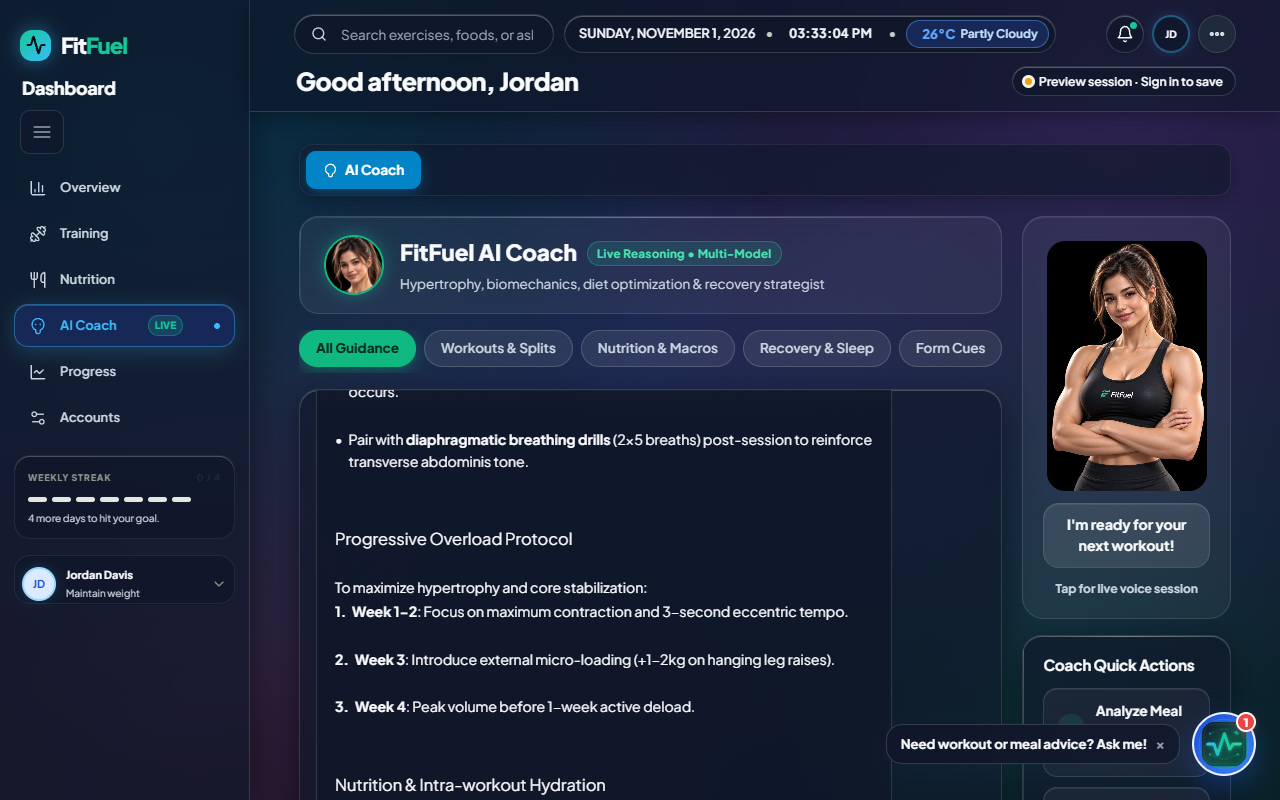 FitFuel
Dashboard
Overview
Training
Nutrition
AI Coach LIVE
Progress
Accounts
WEEKLY STREAK 0 / 4
4 more days to hit your goal.
JD
Jordan Davis
Maintain weight
Search exercises, foods, or asl
SUNDAY, NOVEMBER 1, 2026 • 03:33:04 PM • 26°C Partly Cloudy
JD
Good afternoon, Jordan
Preview session · Sign in to save
AI Coach
FitFuel AI Coach
Live Reasoning • Multi-Model
Hypertrophy, biomechanics, diet optimization & recovery strategist
All Guidance
Workouts & Splits
Nutrition & Macros
Recovery & Sleep
Form Cues
occurs.
• Pair with diaphragmatic breathing drills (2×5 breaths) post-session to reinforce
transverse abdominis tone.
Progressive Overload Protocol
To maximize hypertrophy and core stabilization:
1. Week 1–2: Focus on maximum contraction and 3–second eccentric tempo.
2. Week 3: Introduce external micro-loading (+1–2kg on hanging leg raises).
3. Week 4: Peak volume before 1–week active deload.
Nutrition & Intra-workout Hydration
FitFuel
I'm ready for your
next workout!
Tap for live voice session
Coach Quick Actions
Analyze Meal
Need workout or meal advice? Ask me! ×
1